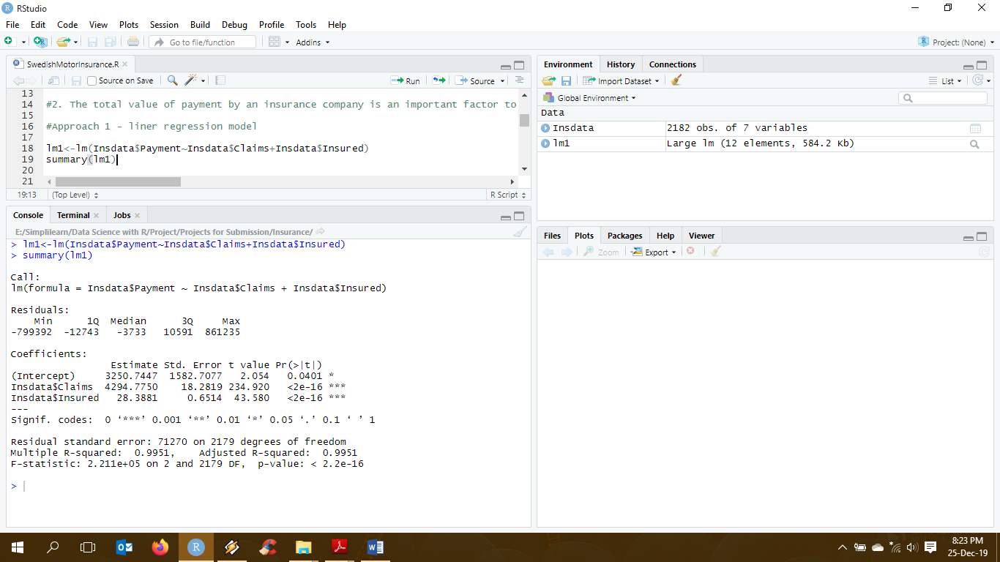 RStudio
File Edit Code View Plots Session Build Debug Profile Tools Help
Go to file/function Addins Project: (None)
SwedishMotorInsurance.R
Source on Save Run Source
13
14 #2. The total value of payment by an insurance company is an important factor to
15
16 #Approach 1 - liner regression model
17
18 lm1<-lm(Insdata$Payment~Insdata$Claims+Insdata$Insured)
19 summary(lm1)
20
21
19:13 (Top Level) R Script
Console Terminal Jobs
E:/Simplilearn/Data Science with R/Project/Projects for Submission/Insurance/
> lm1<-lm(Insdata$Payment~Insdata$Claims+Insdata$Insured)
> summary(lm1)
Call:
lm(formula = Insdata$Payment ~ Insdata$Claims + Insdata$Insured)
Residuals:
Min 1Q Median 3Q Max
-799392 -12743 -3733 10591 861235
Coefficients:
Estimate Std. Error t value Pr(>|t|)
(Intercept) 3250.7447 1582.7077 2.054 0.0401 *
Insdata$Claims 4294.7750 18.2819 234.920 <2e-16 ***
Insdata$Insured 28.3881 0.6514 43.580 <2e-16 ***
---
Signif. codes: 0 ‘***’ 0.001 ‘**’ 0.01 ‘*’ 0.05 ‘.’ 0.1 ‘ ’ 1
Residual standard error: 71270 on 2179 degrees of freedom
Multiple R-squared: 0.9951, Adjusted R-squared: 0.9951
F-statistic: 2.211e+05 on 2 and 2179 DF, p-value: < 2.2e-16
>
Environment History Connections
Import Dataset List
Global Environment
Data
Insdata 2182 obs. of 7 variables
lm1 Large lm (12 elements, 584.2 Kb)
Files Plots Packages Help Viewer
Zoom Export
8:23 PM
25-Dec-19